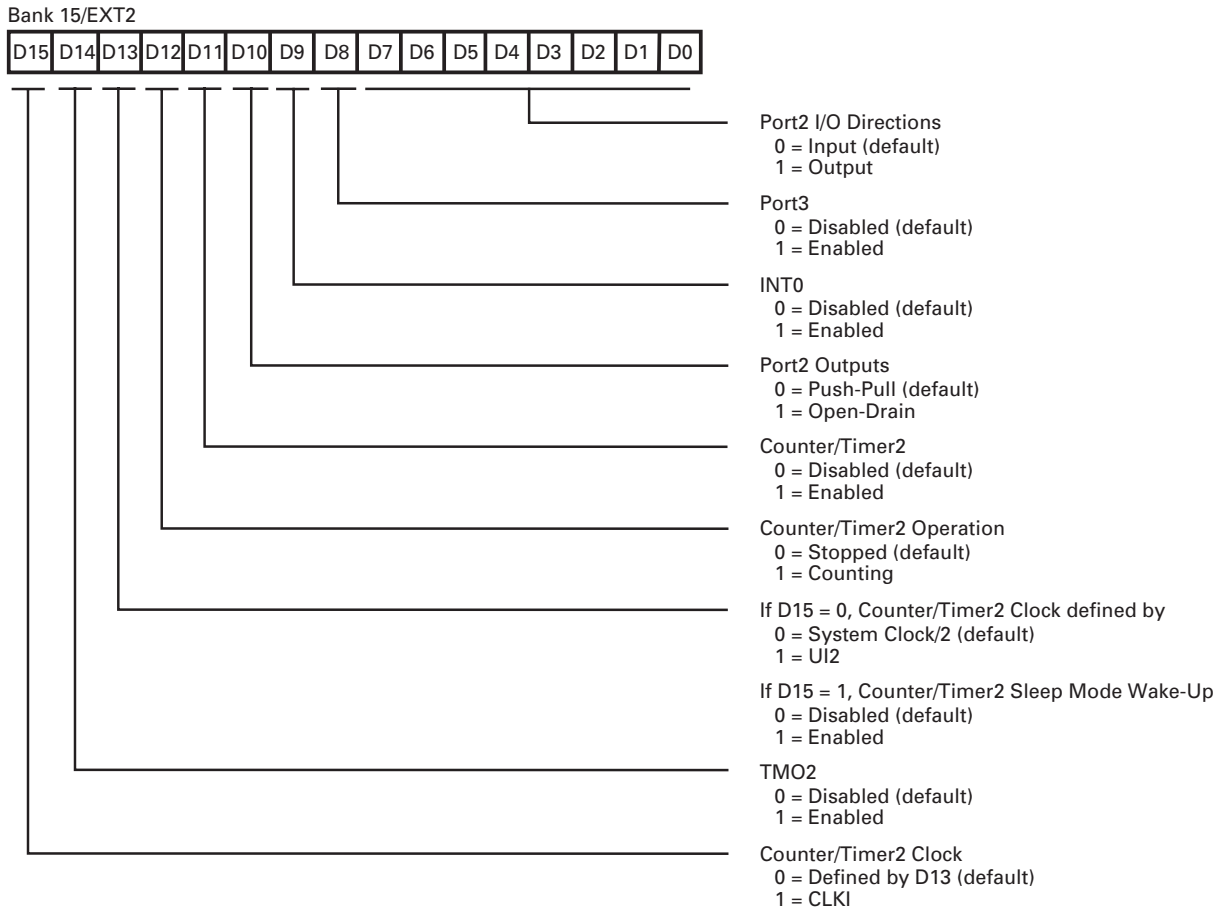 Bank 15/EXT2
D15 D14 D13 D12 D11 D10 D9 D8 D7 D6 D5 D4 D3 D2 D1 D0
Port2 I/O Directions
0 = Input (default)
1 = Output
Port3
0 = Disabled (default)
1 = Enabled
INT0
0 = Disabled (default)
1 = Enabled
Port2 Outputs
0 = Push-Pull (default)
1 = Open-Drain
Counter/Timer2
0 = Disabled (default)
1 = Enabled
Counter/Timer2 Operation
0 = Stopped (default)
1 = Counting
If D15 = 0, Counter/Timer2 Clock defined by
0 = System Clock/2 (default)
1 = UI2
If D15 = 1, Counter/Timer2 Sleep Mode Wake-Up
0 = Disabled (default)
1 = Enabled
TMO2
0 = Disabled (default)
1 = Enabled
Counter/Timer2 Clock
0 = Defined by D13 (default)
1 = CLKI